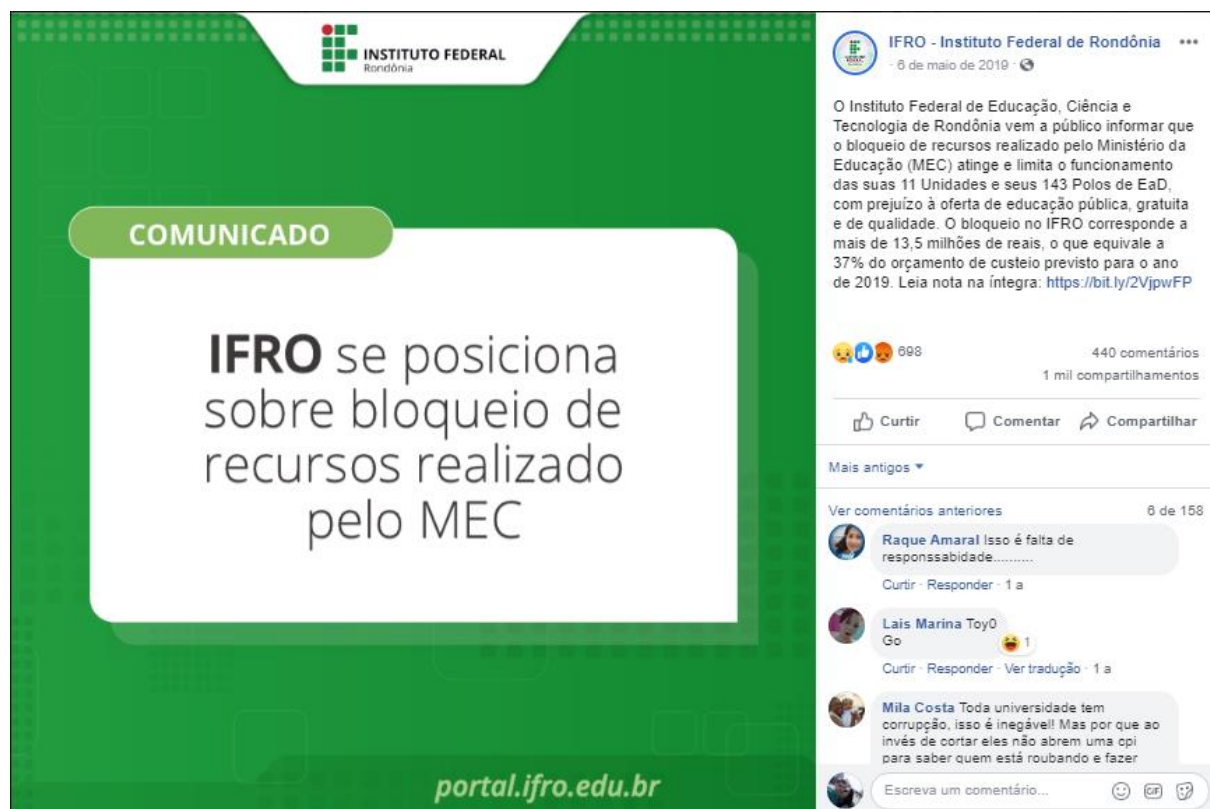 INSTITUTO FEDERAL
Rondônia
COMUNICADO
IFRO se posiciona
sobre bloqueio de
recursos realizado
pelo MEC
portal.ifro.edu.br
IFRO - Instituto Federal de Rondônia
6 de maio de 2019
O Instituto Federal de Educação, Ciência e
Tecnologia de Rondônia vem a público informar que
o bloqueio de recursos realizado pelo Ministério da
Educação (MEC) atinge e limita o funcionamento
das suas 11 Unidades e seus 143 Polos de EaD,
com prejuízo à oferta de educação pública, gratuita
e de qualidade. O bloqueio no IFRO corresponde a
mais de 13,5 milhões de reais, o que equivale a
37% do orçamento de custeio previsto para o ano
de 2019. Leia nota na íntegra: https://bit.ly/2VjpwFP
698
440 comentários
1 mil compartilhamentos
Curtir Comentar Compartilhar
Mais antigos
Ver comentários anteriores 6 de 158
Raque Amaral Isso é falta de
responssabidade..........
Curtir · Responder · 1 a
Lais Marina Toy0
Go
1
Curtir · Responder · Ver tradução · 1 a
Mila Costa Toda universidade tem
corrupção, isso é inegável! Mas por que ao
invés de cortar eles não abrem uma cpi
para saber quem está roubando e fazer
Escreva um comentário...
GIF